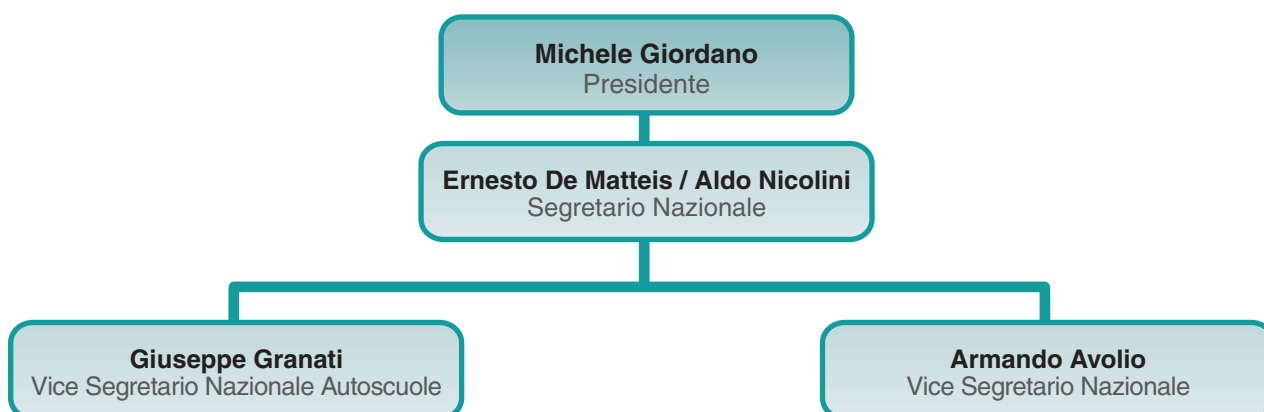 Michele Giordano
Presidente
Ernesto De Matteis / Aldo Nicolini
Segretario Nazionale
Giuseppe Granati
Vice Segretario Nazionale Autoscuole
Armando Avolio
Vice Segretario Nazionale